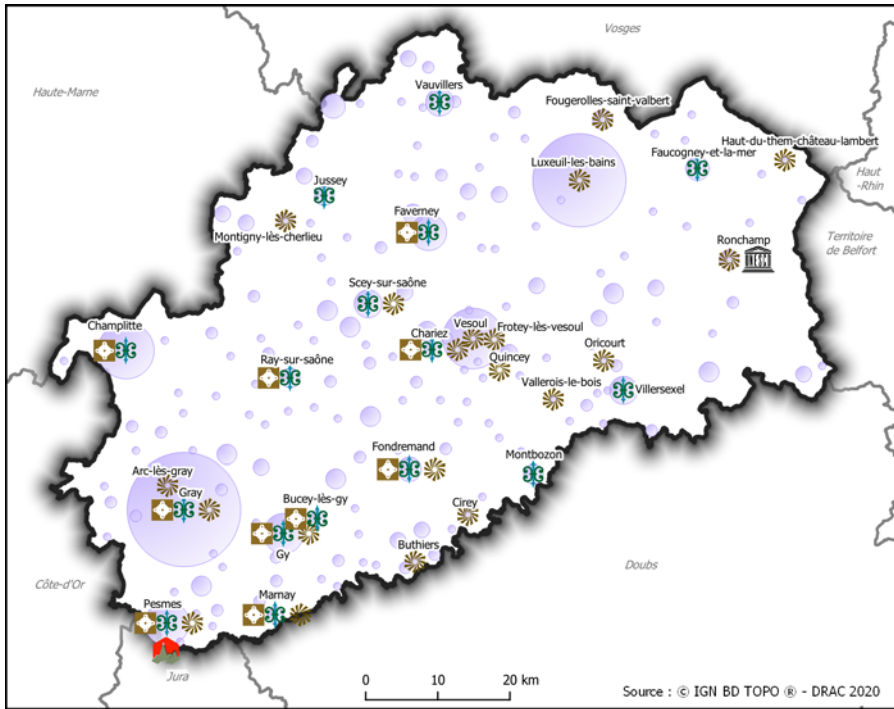 Vosges
Haute-Marne
Vauvillers
Fougerolles-saint-valbert
Haut-du-them-château-lambert
Luxeuil-les-bains
Faucogney-et-la-mer
Haut
-Rhin
Jussey
Faverney
Montigny-lès-cherlieu
Territoire
de Belfort
Ronchamp
UNESCO
Scey-sur-saône
Champlitte
Vesoul
Chariez
Frotey-lès-vesoul
Oricourt
Ray-sur-saône
Quincey
Vallerois-le-bois
Villersexel
Fondremand
Montbozon
Arc-lès-gray
Gray
Bucey-lès-gy
Cirey
Gy
Buthiers
Doubs
Côte-d'Or
Pesmes
Marnay
Jura
0 10 20 km
Source : © IGN BD TOPO ® - DRAC 2020